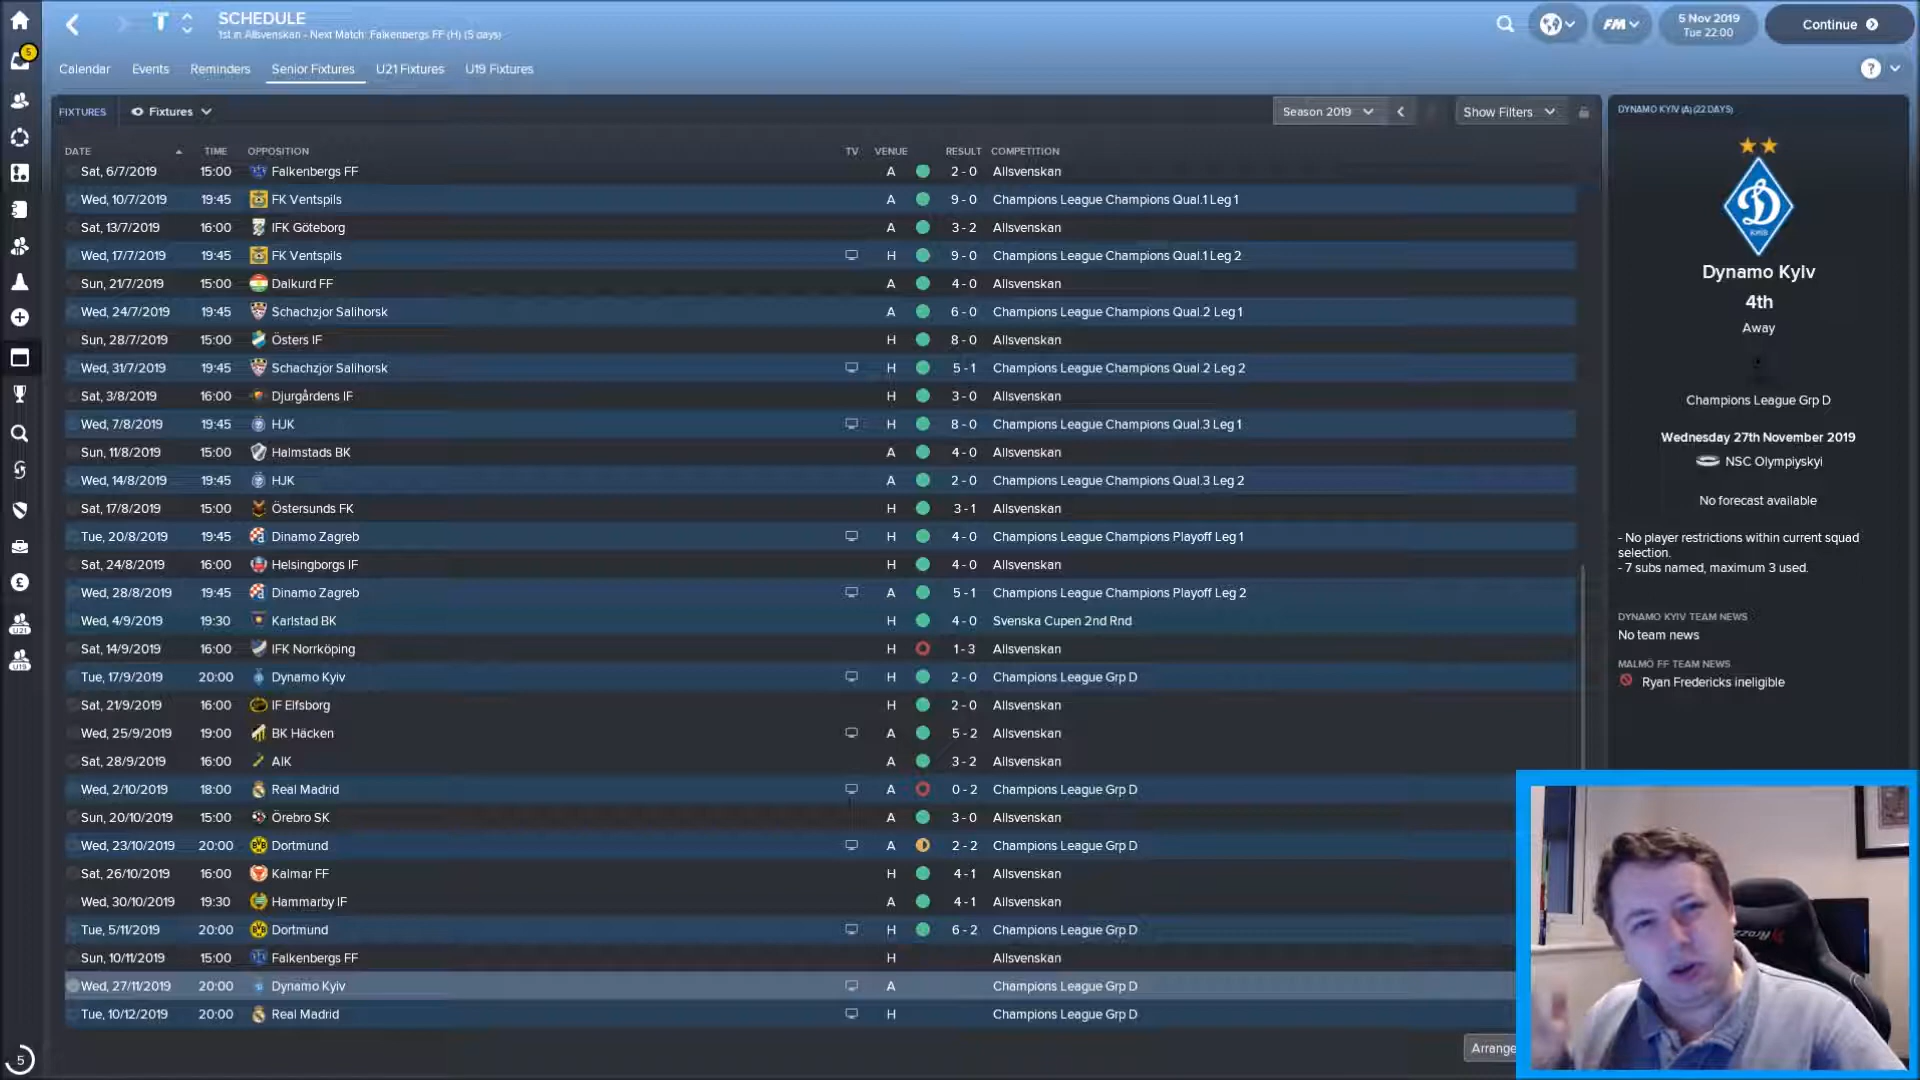 SCHEDULE
1st in Allsvenskan - Next Match: Falkenbergs FF (H) (5 days)
FM
5 Nov 2019
Tue 22:00
Continue
5
Calendar Events Reminders Senior Fixtures U21 Fixtures U19 Fixtures
?
FIXTURES Fixtures Season 2019 Show Filters
DATE TIME OPPOSITION TV VENUE RESULT COMPETITION
Sat, 6/7/2019 15:00 Falkenbergs FF A 2 - 0 Allsvenskan
Wed, 10/7/2019 19:45 FK Ventspils A 9 - 0 Champions League Champions Qual.1 Leg 1
Sat, 13/7/2019 16:00 IFK Göteborg A 3 - 2 Allsvenskan
Wed, 17/7/2019 19:45 FK Ventspils H 9 - 0 Champions League Champions Qual.1 Leg 2
Sun, 21/7/2019 15:00 Dalkurd FF A 4 - 0 Allsvenskan
Wed, 24/7/2019 19:45 Schachzjor Salihorsk A 6 - 0 Champions League Champions Qual.2 Leg 1
Sun, 28/7/2019 15:00 Östers IF H 8 - 0 Allsvenskan
Wed, 31/7/2019 19:45 Schachzjor Salihorsk H 5 - 1 Champions League Champions Qual.2 Leg 2
Sat, 3/8/2019 16:00 Djurgårdens IF H 3 - 0 Allsvenskan
Wed, 7/8/2019 19:45 HJK H 8 - 0 Champions League Champions Qual.3 Leg 1
Sun, 11/8/2019 15:00 Halmstads BK A 4 - 0 Allsvenskan
Wed, 14/8/2019 19:45 HJK A 2 - 0 Champions League Champions Qual.3 Leg 2
Sat, 17/8/2019 15:00 Östersunds FK H 3 - 1 Allsvenskan
Tue, 20/8/2019 19:45 Dinamo Zagreb H 4 - 0 Champions League Champions Playoff Leg 1
Sat, 24/8/2019 16:00 Helsingborgs IF H 4 - 0 Allsvenskan
Wed, 28/8/2019 19:45 Dinamo Zagreb A 5 - 1 Champions League Champions Playoff Leg 2
Wed, 4/9/2019 19:30 Karlstad BK H 4 - 0 Svenska Cupen 2nd Rnd
Sat, 14/9/2019 16:00 IFK Norrköping H 1 - 3 Allsvenskan
Tue, 17/9/2019 20:00 Dynamo Kyiv H 2 - 0 Champions League Grp D
Sat, 21/9/2019 16:00 IF Elfsborg H 2 - 0 Allsvenskan
Wed, 25/9/2019 19:00 BK Häcken A 5 - 2 Allsvenskan
Sat, 28/9/2019 16:00 AIK A 3 - 2 Allsvenskan
Wed, 2/10/2019 18:00 Real Madrid A 0 - 2 Champions League Grp D
Sun, 20/10/2019 15:00 Örebro SK A 3 - 0 Allsvenskan
Wed, 23/10/2019 20:00 Dortmund A 2 - 2 Champions League Grp D
Sat, 26/10/2019 16:00 Kalmar FF H 4 - 1 Allsvenskan
Wed, 30/10/2019 19:30 Hammarby IF A 4 - 1 Allsvenskan
Tue, 5/11/2019 20:00 Dortmund H 6 - 2 Champions League Grp D
Sun, 10/11/2019 15:00 Falkenbergs FF H Allsvenskan
Wed, 27/11/2019 20:00 Dynamo Kyiv A Champions League Grp D
Tue, 10/12/2019 20:00 Real Madrid H Champions League Grp D
Arrange
5
U21
U19
DYNAMO KYIV (A) (22 DAYS)
Dynamo Kyiv
4th
Away
Champions League Grp D
Wednesday 27th November 2019
NSC Olympiyskyi
No forecast available
- No player restrictions within current squad
selection.
- 7 subs named, maximum 3 used.
DYNAMO KYIV TEAM NEWS
No team news
MALMÖ FF TEAM NEWS
Ryan Fredericks ineligible